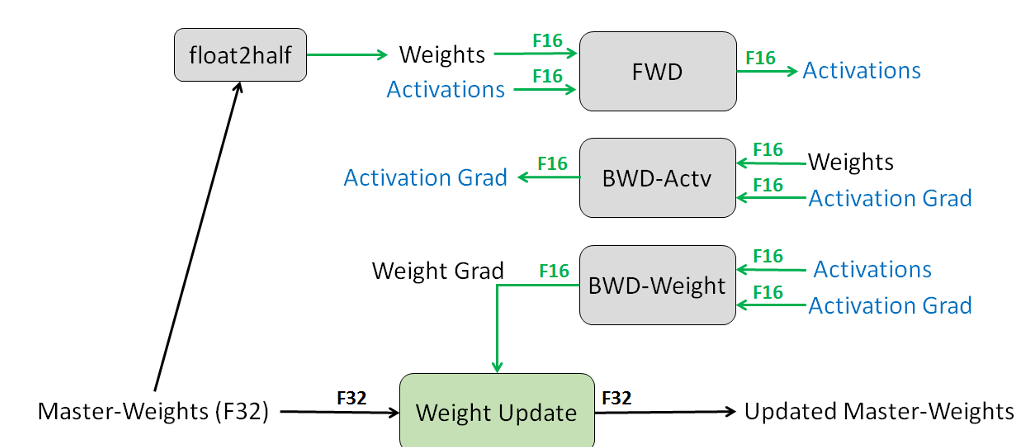 float2half
Weights
F16
Activations
F16
FWD
F16
Activations
Activation Grad
F16
BWD-Actv
F16
Weights
F16
Activation Grad
Weight Grad
F16
BWD-Weight
F16
Activations
F16
Activation Grad
Master-Weights (F32)
F32
Weight Update
F32
Updated Master-Weights